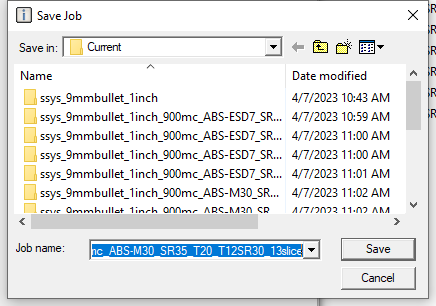 Save Job
Save in: Current
Name Date modified
ssys_9mmbullet_1inch 4/7/2023 10:43 AM
ssys_9mmbullet_1inch_900mc_ABS-ESD7_SR... 4/7/2023 10:59 AM
ssys_9mmbullet_1inch_900mc_ABS-ESD7_SR... 4/7/2023 11:00 AM
ssys_9mmbullet_1inch_900mc_ABS-ESD7_SR... 4/7/2023 11:00 AM
ssys_9mmbullet_1inch_900mc_ABS-ESD7_SR... 4/7/2023 11:01 AM
ssys_9mmbullet_1inch_900mc_ABS-M30_SR... 4/7/2023 11:02 AM
ssys_9mmbullet_1inch_900mc_ABS-M30_SR... 4/7/2023 11:02 AM
Job name: mc_ABS-M30_SR35_T20_T12SR30_13slice Save
Cancel